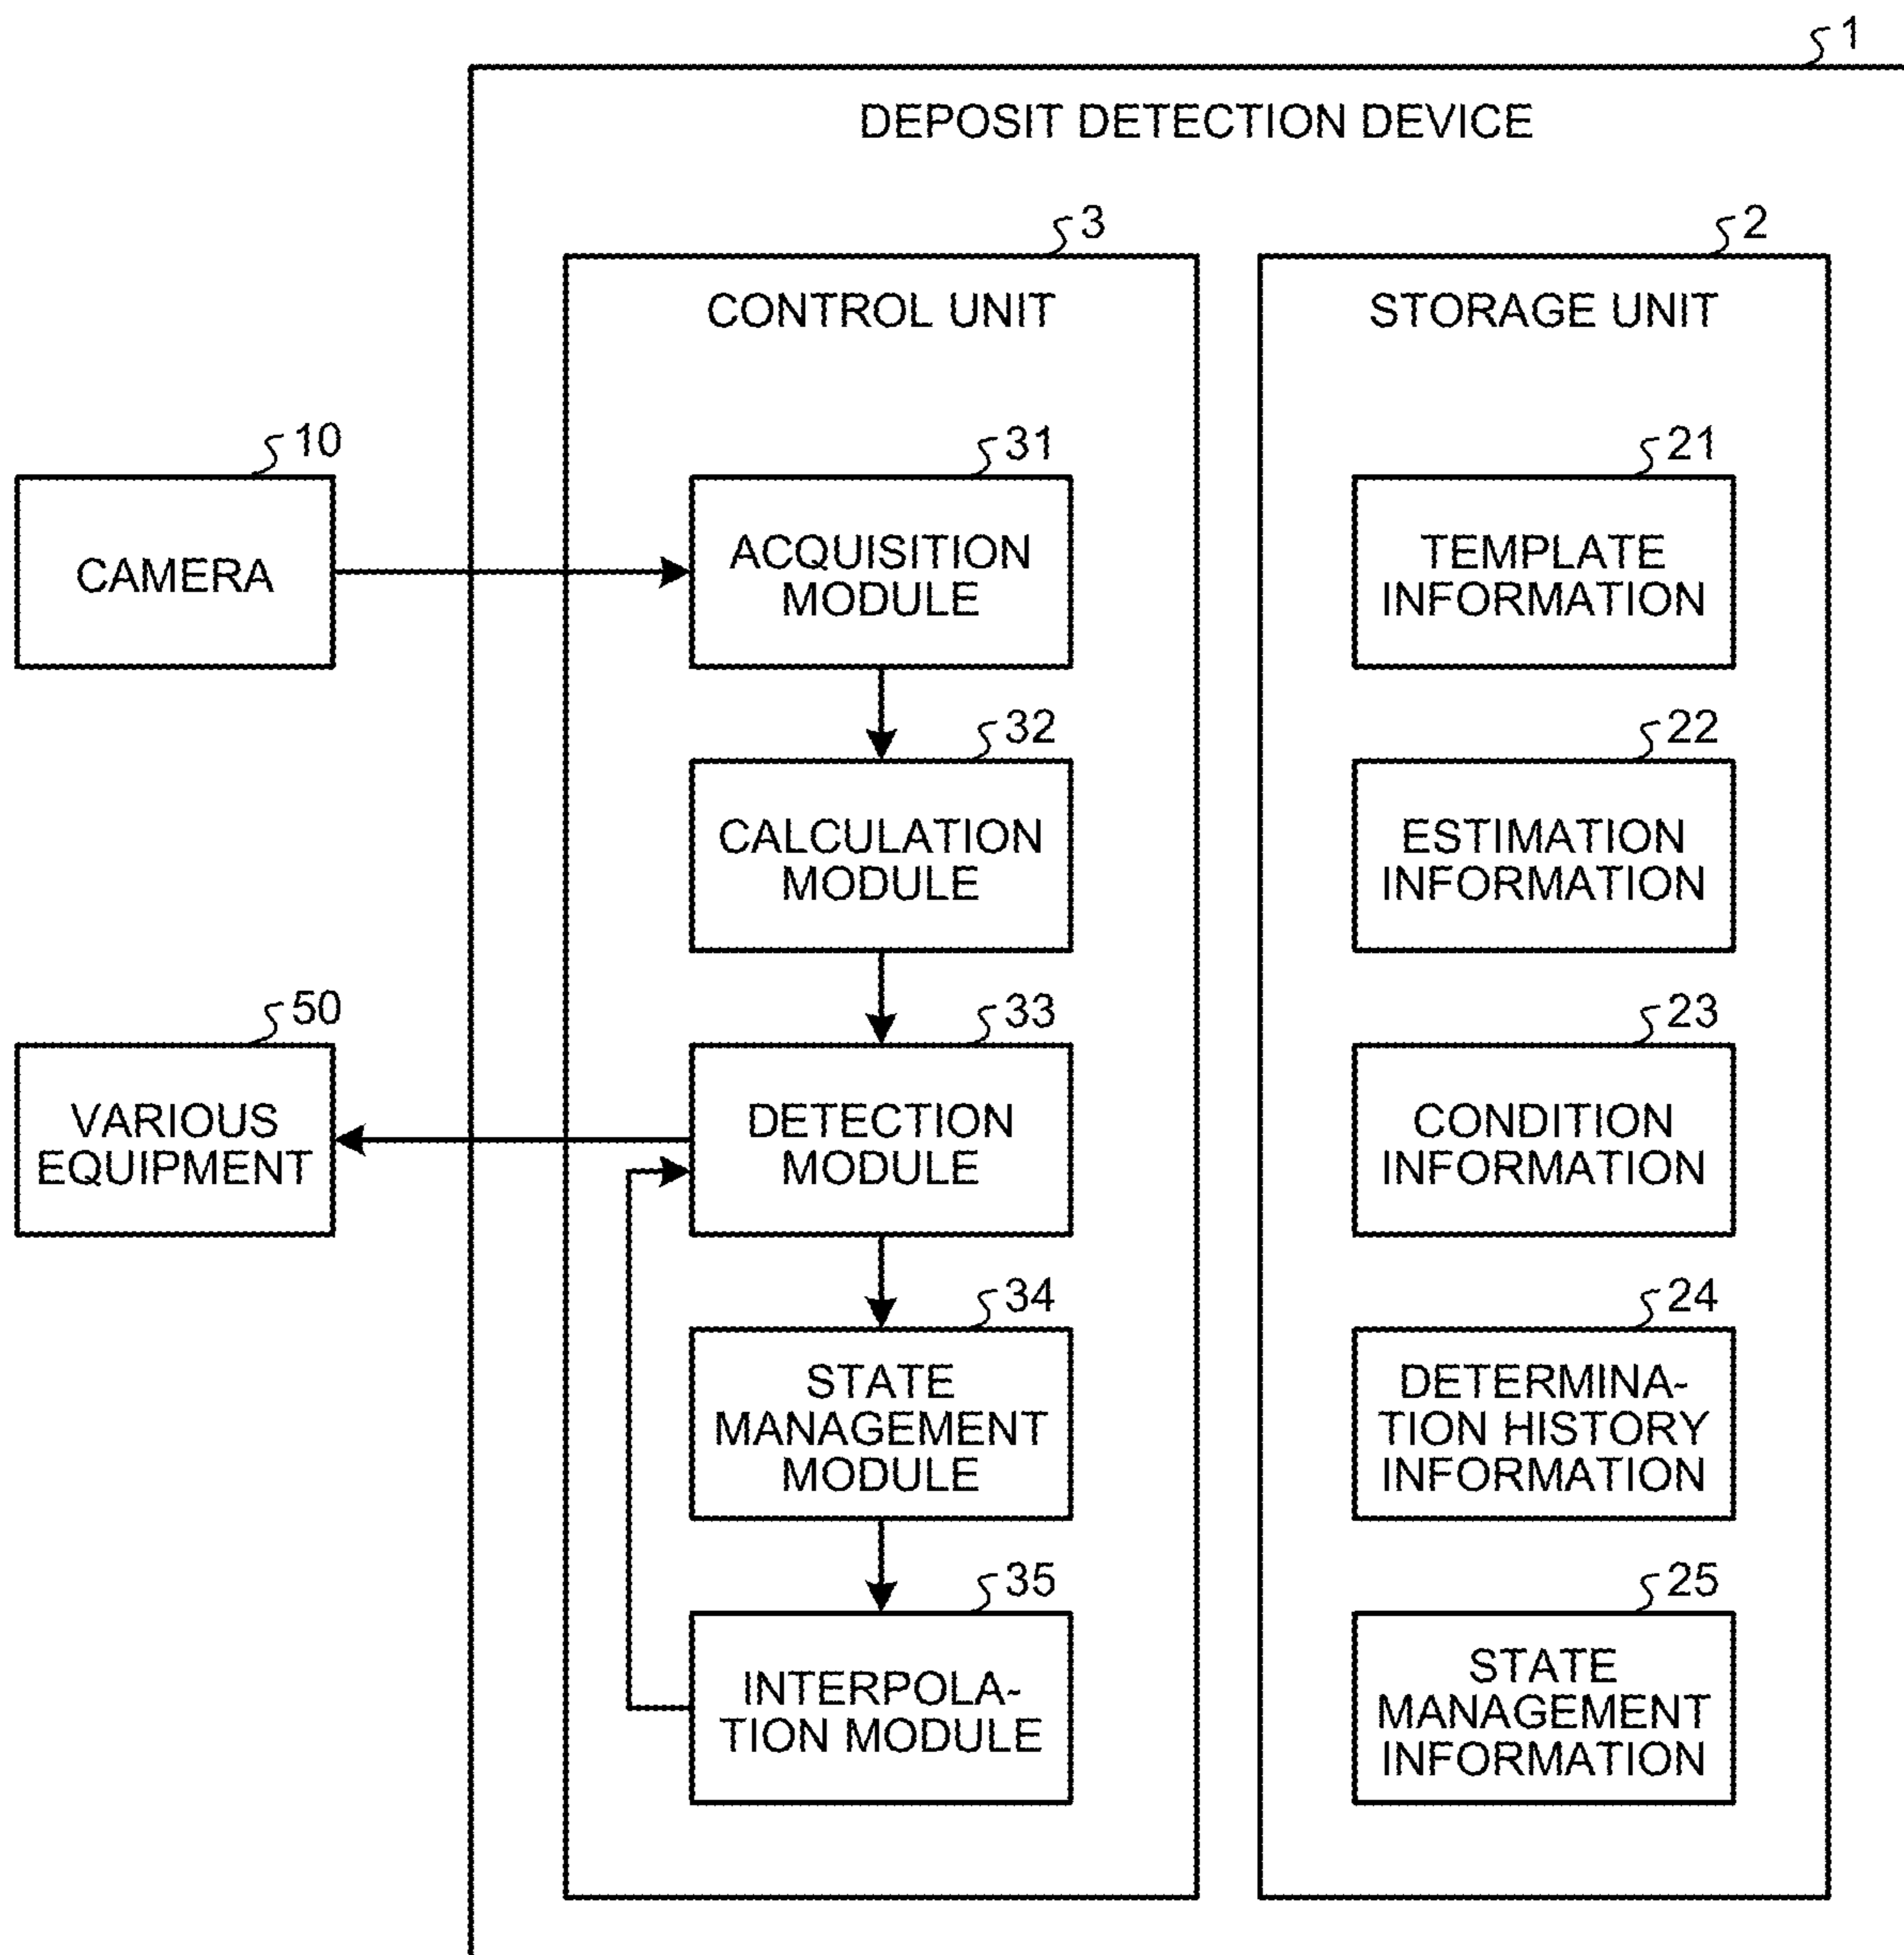 1
DEPOSIT DETECTION DEVICE
3
CONTROL UNIT
2
STORAGE UNIT
10
CAMERA
31
ACQUISITION
MODULE
21
TEMPLATE
INFORMATION
32
CALCULATION
MODULE
22
ESTIMATION
INFORMATION
50
VARIOUS
EQUIPMENT
33
DETECTION
MODULE
23
CONDITION
INFORMATION
34
STATE
MANAGEMENT
MODULE
24
DETERMINA-
TION HISTORY
INFORMATION
35
INTERPOLA-
TION MODULE
25
STATE
MANAGEMENT
INFORMATION